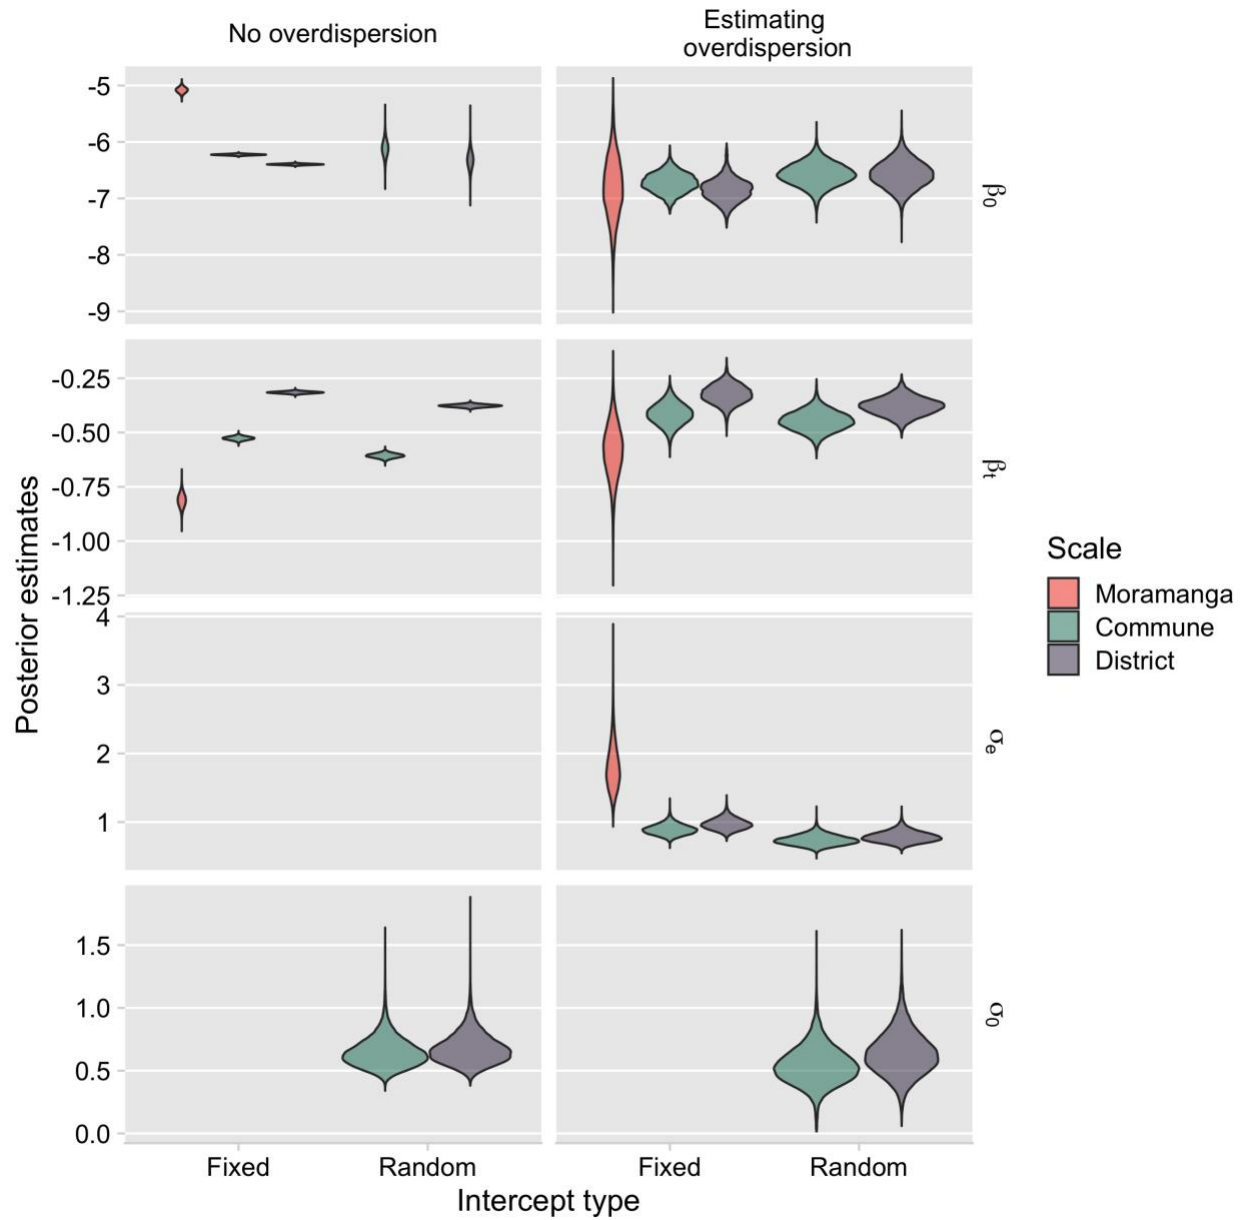 No overdispersion
Estimating
overdispersion
-5
-6
-7
-8
-9
β0
-0.25
-0.50
-0.75
-1.00
-1.25
βt
4
3
2
1
σe
1.5
1.0
0.5
0.0
σ0
Posterior estimates
Fixed
Random
Fixed
Random
Intercept type
Scale
Moramanga
Commune
District